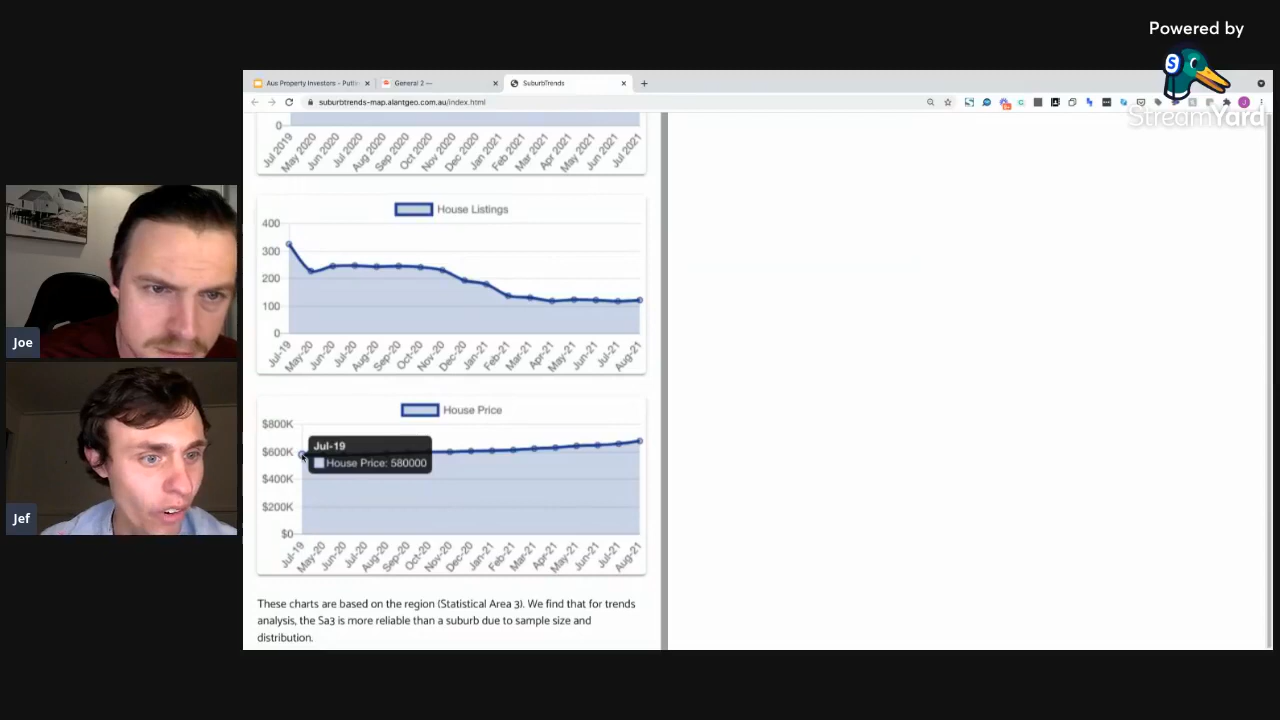 Powered by
S
StreamYard
Aus Property Investors - Putti
General 2 —
SuburbTrends
suburbtrends-map.alantgeo.com.au/index.html
J
0
Jul 2019
May 2020
Jun 2020
Jul 2020
Aug 2020
Sep 2020
Oct 2020
Nov 2020
Dec 2020
Jan 2021
Feb 2021
Mar 2021
Apr 2021
May 2021
Jun 2021
Jul 2021
House Listings
400
300
200
100
0
Jul-19
May-20
Jun-20
Jul-20
Aug-20
Sep-20
Oct-20
Nov-20
Dec-20
Jan-21
Feb-21
Mar-21
Apr-21
May-21
Jun-21
Jul-21
Aug-21
Joe
House Price
$800K
$600K
$400K
$200K
$0
Jul-19
House Price: 580000
Jul-19
May-20
Jun-20
Jul-20
Aug-20
Sep-20
Oct-20
Nov-20
Dec-20
Jan-21
Feb-21
Mar-21
Apr-21
May-21
Jun-21
Jul-21
Aug-21
Jef
These charts are based on the region (Statistical Area 3). We find that for trends
analysis, the Sa3 is more reliable than a suburb due to sample size and
distribution.